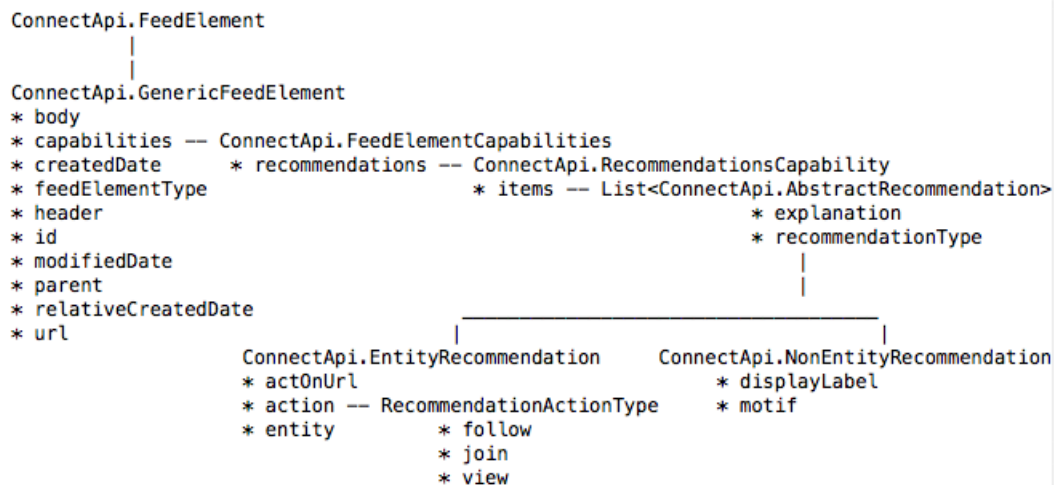 ConnectApi.FeedElement
ConnectApi.GenericFeedElement
* body
* capabilities -- ConnectApi.FeedElementCapabilities
* createdDate * recommendations -- ConnectApi.RecommendationsCapability
* feedElementType * items -- List<ConnectApi.AbstractRecommendation>
* header * explanation
* id * recommendationType
* modifiedDate
* parent
* relativeCreatedDate
* url
ConnectApi.EntityRecommendation ConnectApi.NonEntityRecommendation
* actOnUrl * displayLabel
* action -- RecommendationActionType * motif
* entity * follow
* join
* view